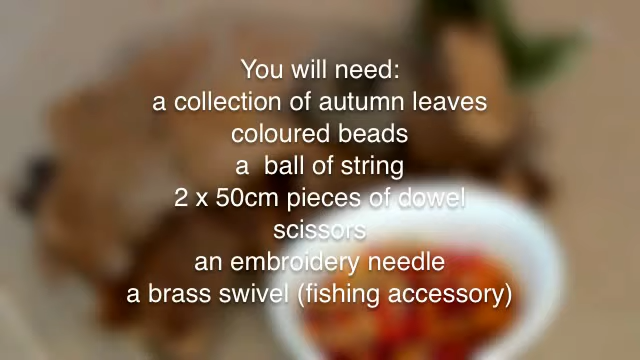 You will need:
a collection of autumn leaves
coloured beads
a  ball of string
2 x 50cm pieces of dowel
scissors
an embroidery needle
a brass swivel (fishing accessory)